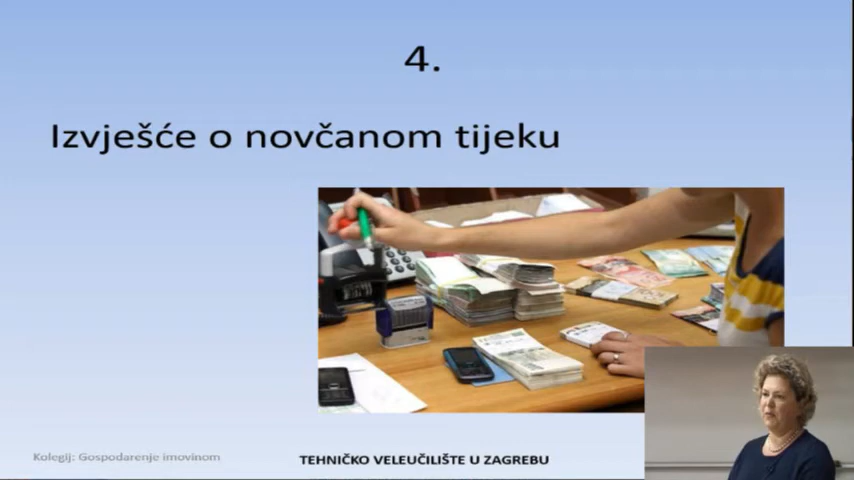 4.
Izvješće o novčanom tijeku
Kolegij: Gospodarenje imovinom
TEHNIČKO VELEUČILIŠTE U ZAGREBU